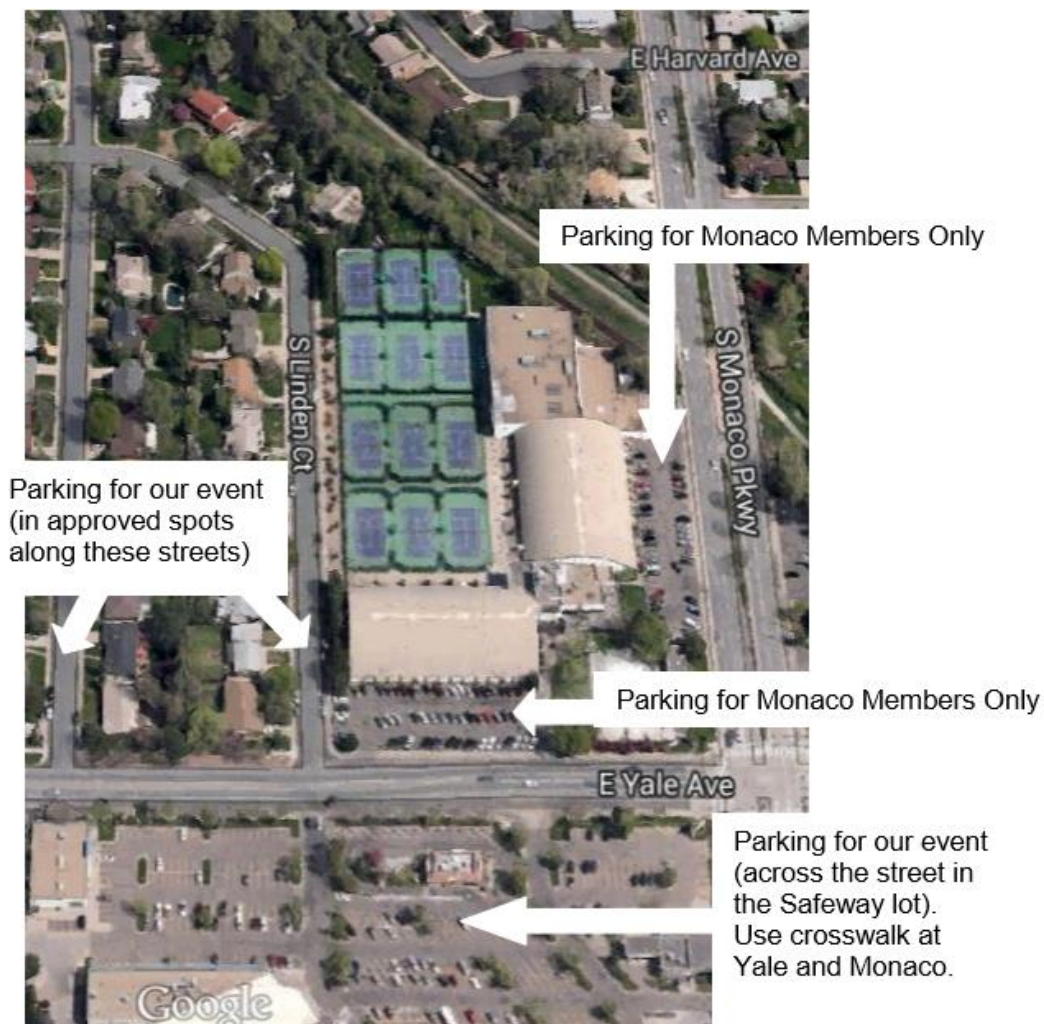 E Harvard Ave
Parking for Monaco Members Only
S Monaco Pkwy
S Linden Ct
Parking for our event
(in approved spots
along these streets)
Parking for Monaco Members Only
E Yale Ave
Parking for our event
(across the street in
the Safeway lot).
Use crosswalk at
Yale and Monaco.
Google